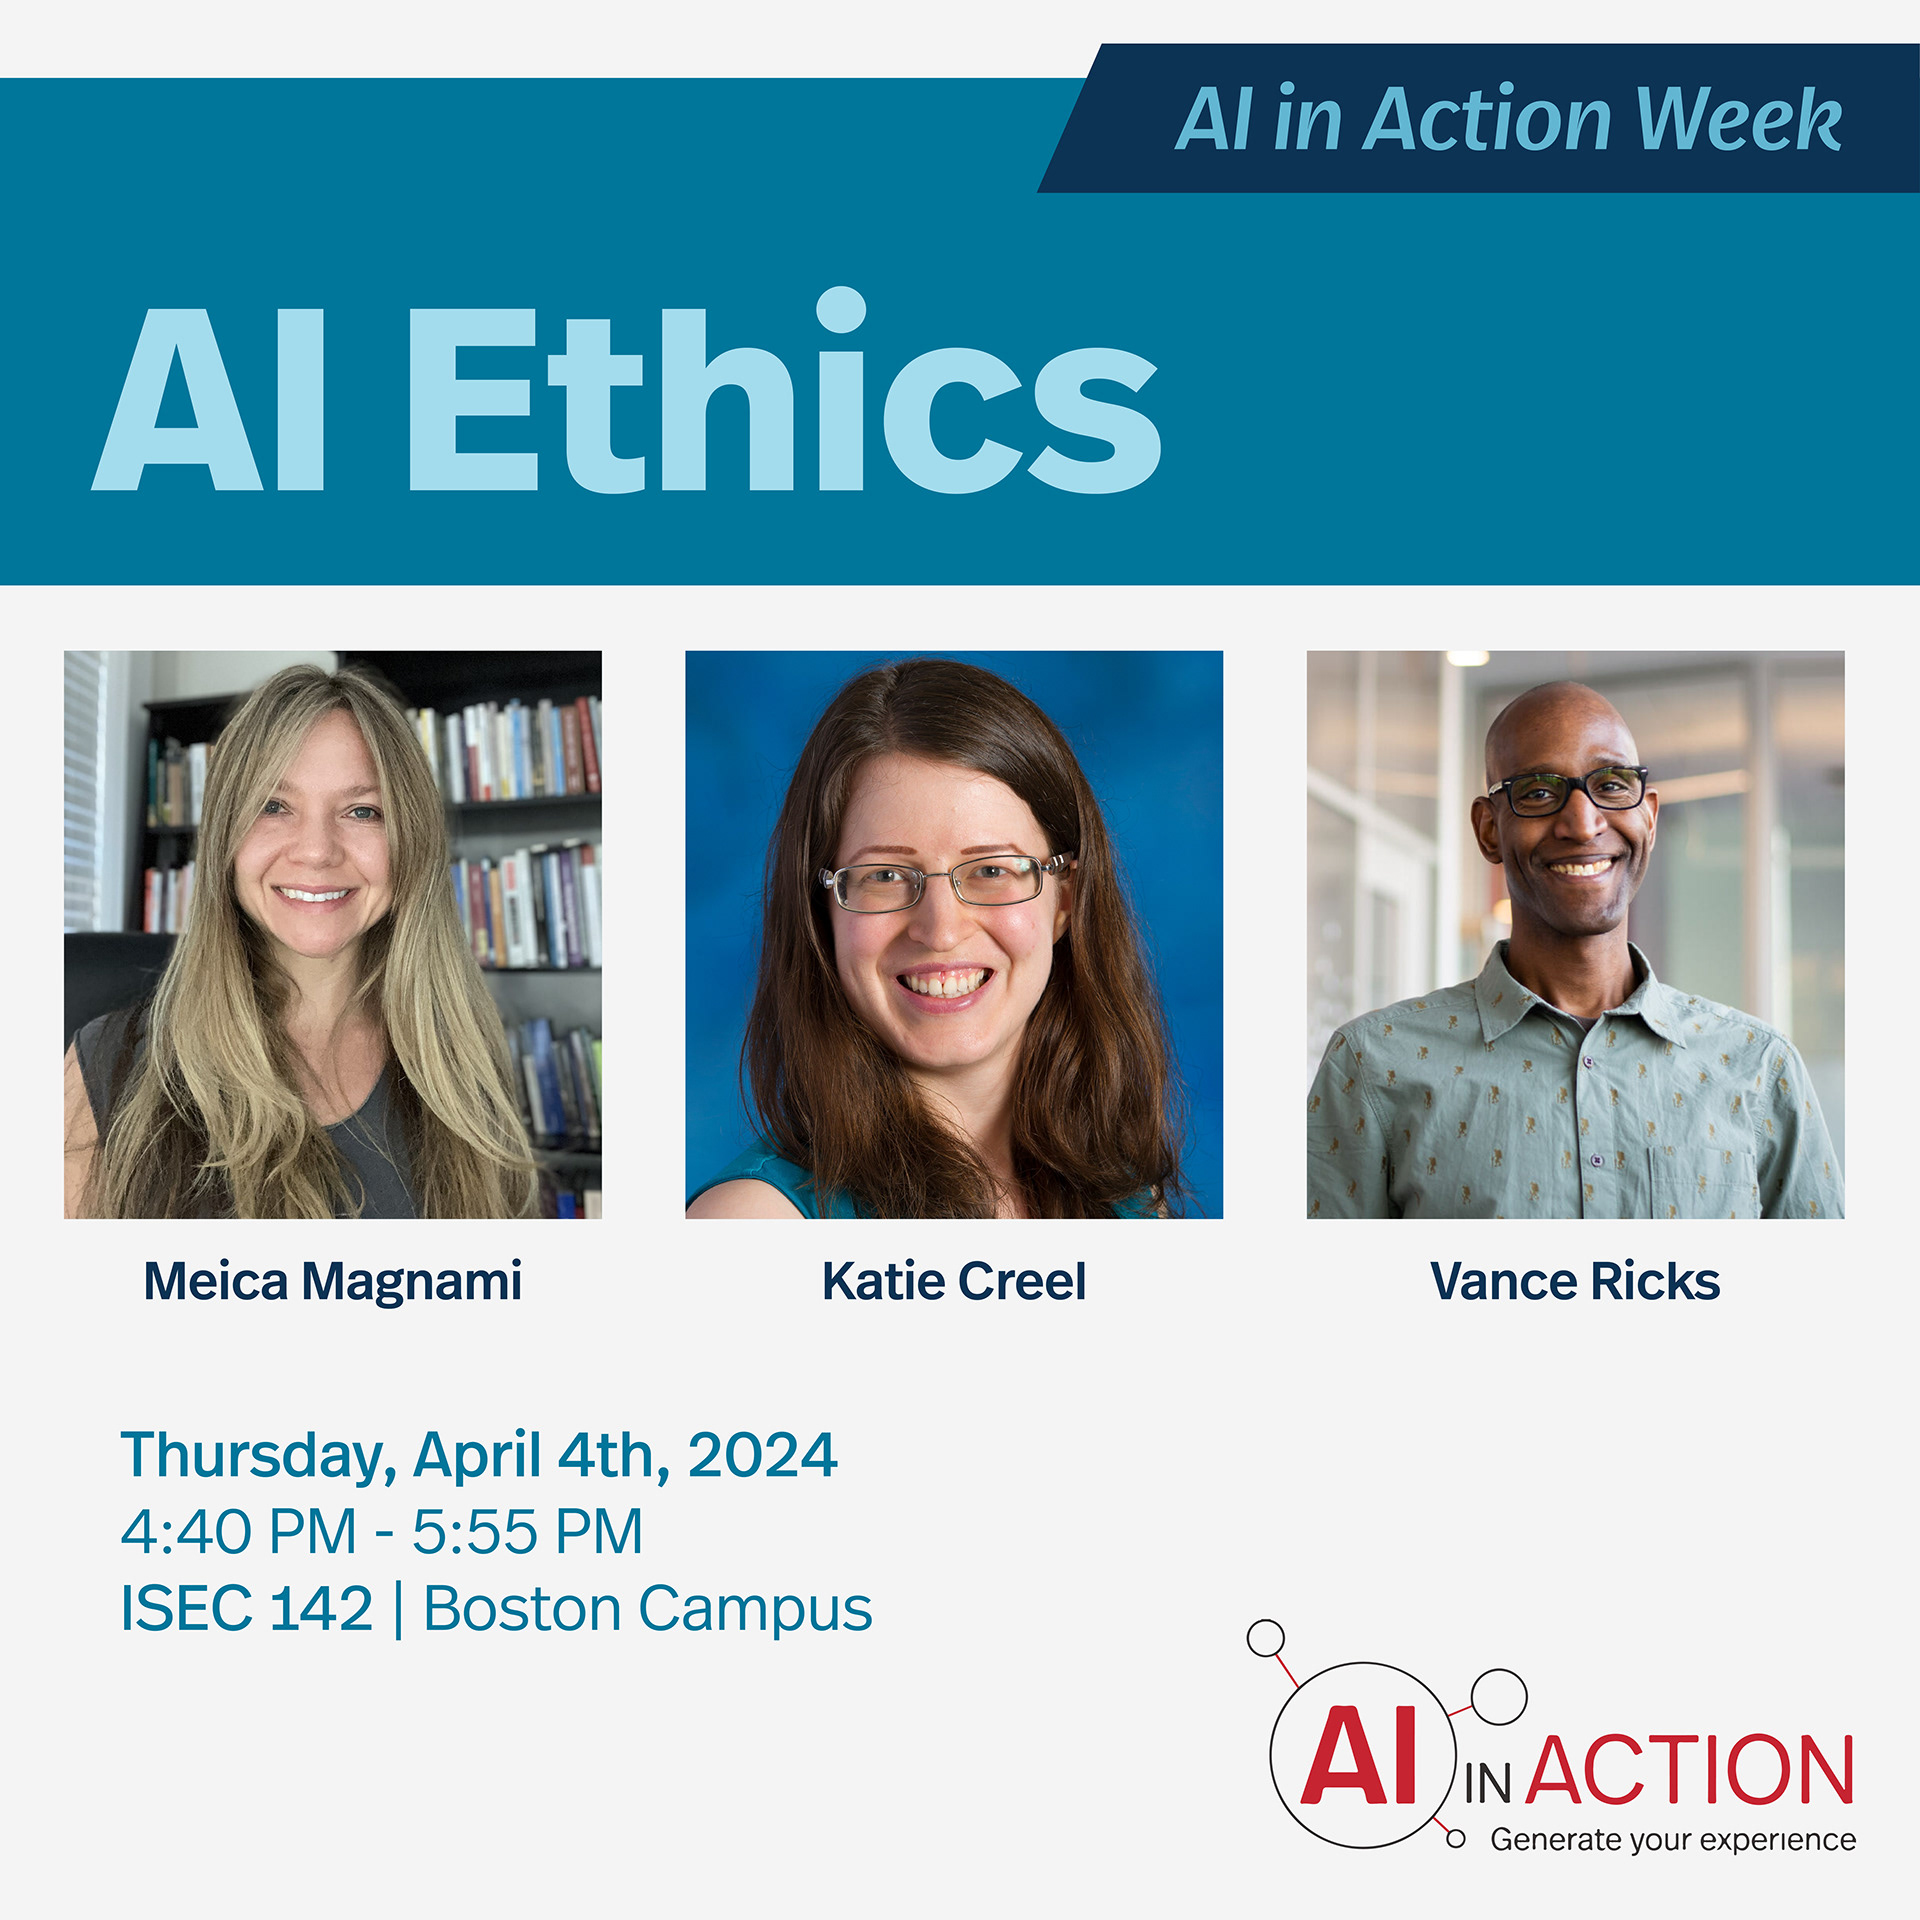 AI in Action Week
AI Ethics
Meica Magnami
Katie Creel
Vance Ricks
Thursday, April 4th, 2024
4:40 PM - 5:55 PM
ISEC 142 | Boston Campus
AI IN ACTION
Generate your experience